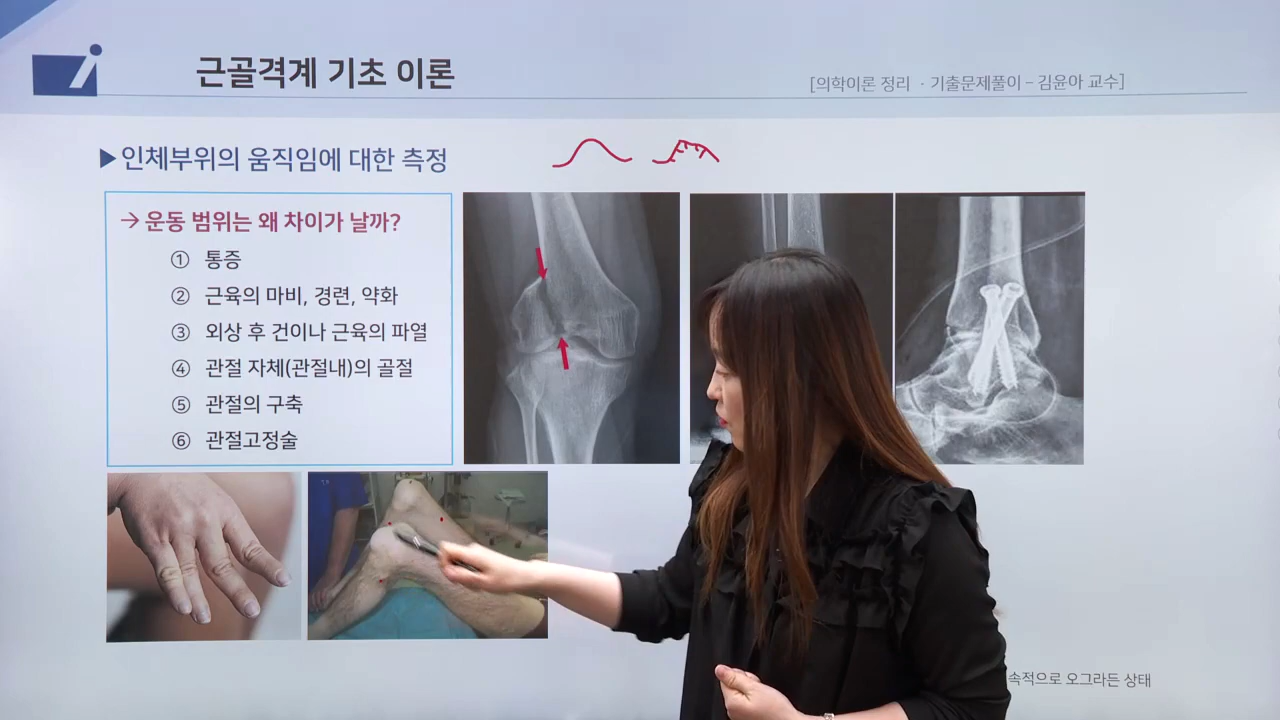 근골격계 기초 이론
[의학이론 정리 · 기출문제풀이 – 김윤아 교수]
▶인체부위의 움직임에 대한 측정
→ 운동 범위는 왜 차이가 날까?
① 통증
② 근육의 마비, 경련, 약화
③ 외상 후 건이나 근육의 파열
④ 관절 자체(관절내)의 골절
⑤ 관절의 구축
⑥ 관절고정술
속적으로 오그라든 상태